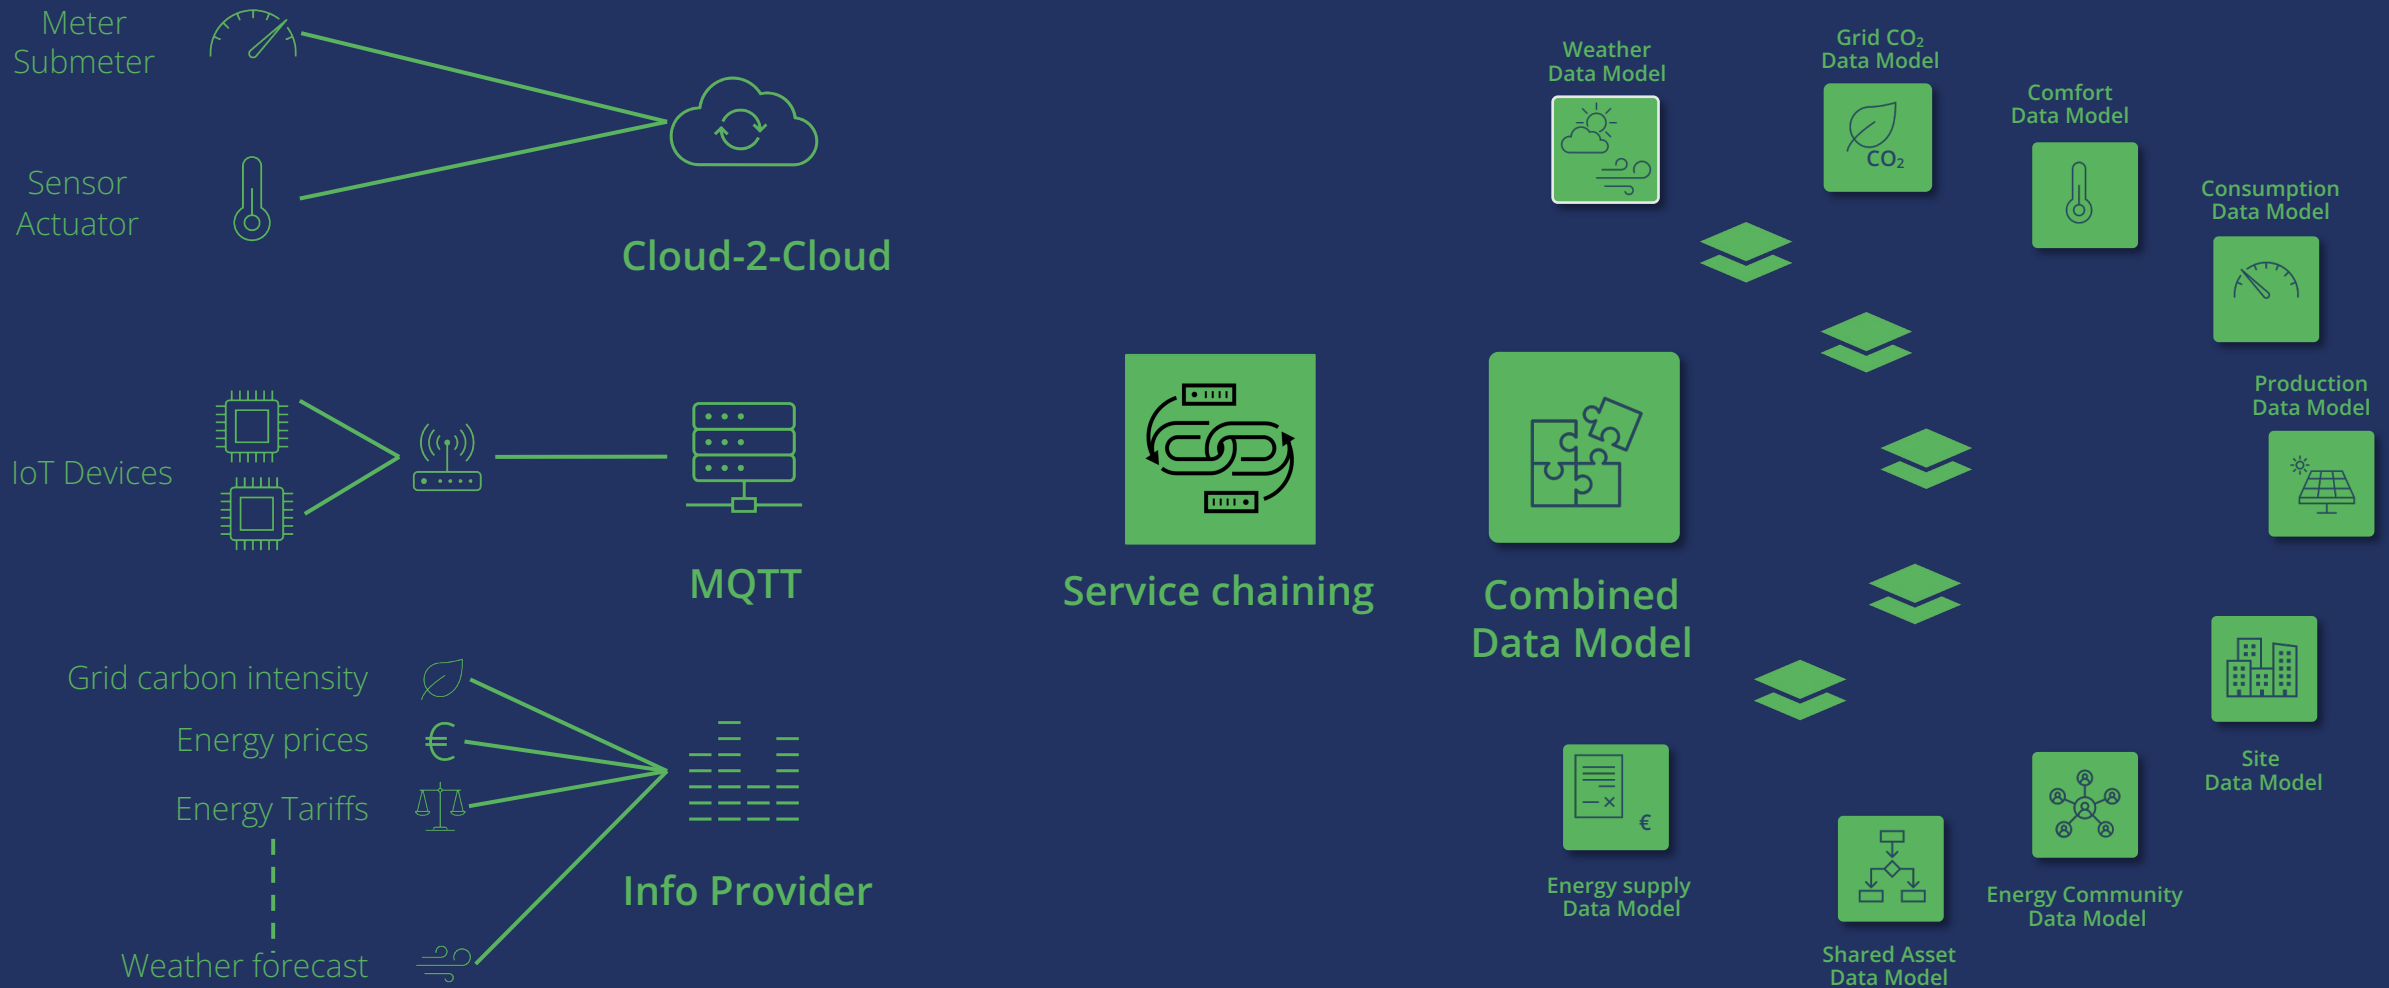 Meter
Submeter
Sensor
Actuator
Cloud-2-Cloud
IoT Devices
MQTT
Grid carbon intensity
€
Energy prices
Energy Tariffs
Weather forecast
Info Provider
Service chaining
Combined
Data Model
Weather
Data Model
Grid CO₂
Data Model
CO₂
Comfort
Data Model
Consumption
Data Model
Production
Data Model
Site
Data Model
Energy Community
Data Model
Shared Asset
Data Model
€
Energy supply
Data Model